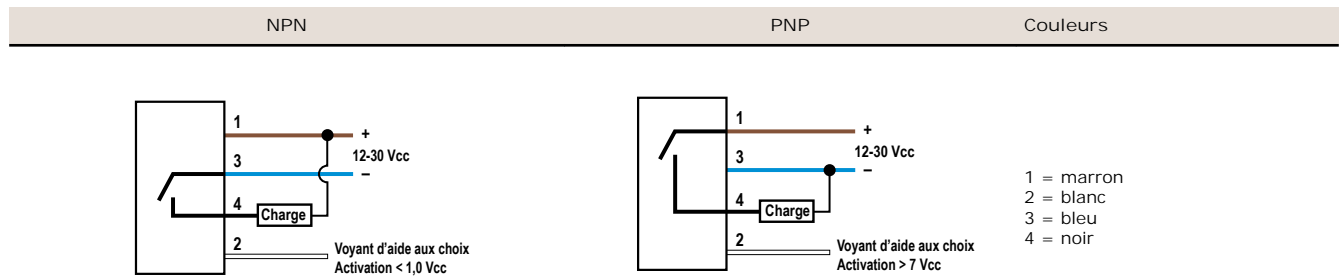 NPN PNP Couleurs
1
+
12-30 Vcc
3
–
4
Charge
2
Voyant d'aide aux choix
Activation < 1,0 Vcc
1
+
12-30 Vcc
3
–
4
Charge
2
Voyant d'aide aux choix
Activation > 7 Vcc
1 = marron
2 = blanc
3 = bleu
4 = noir